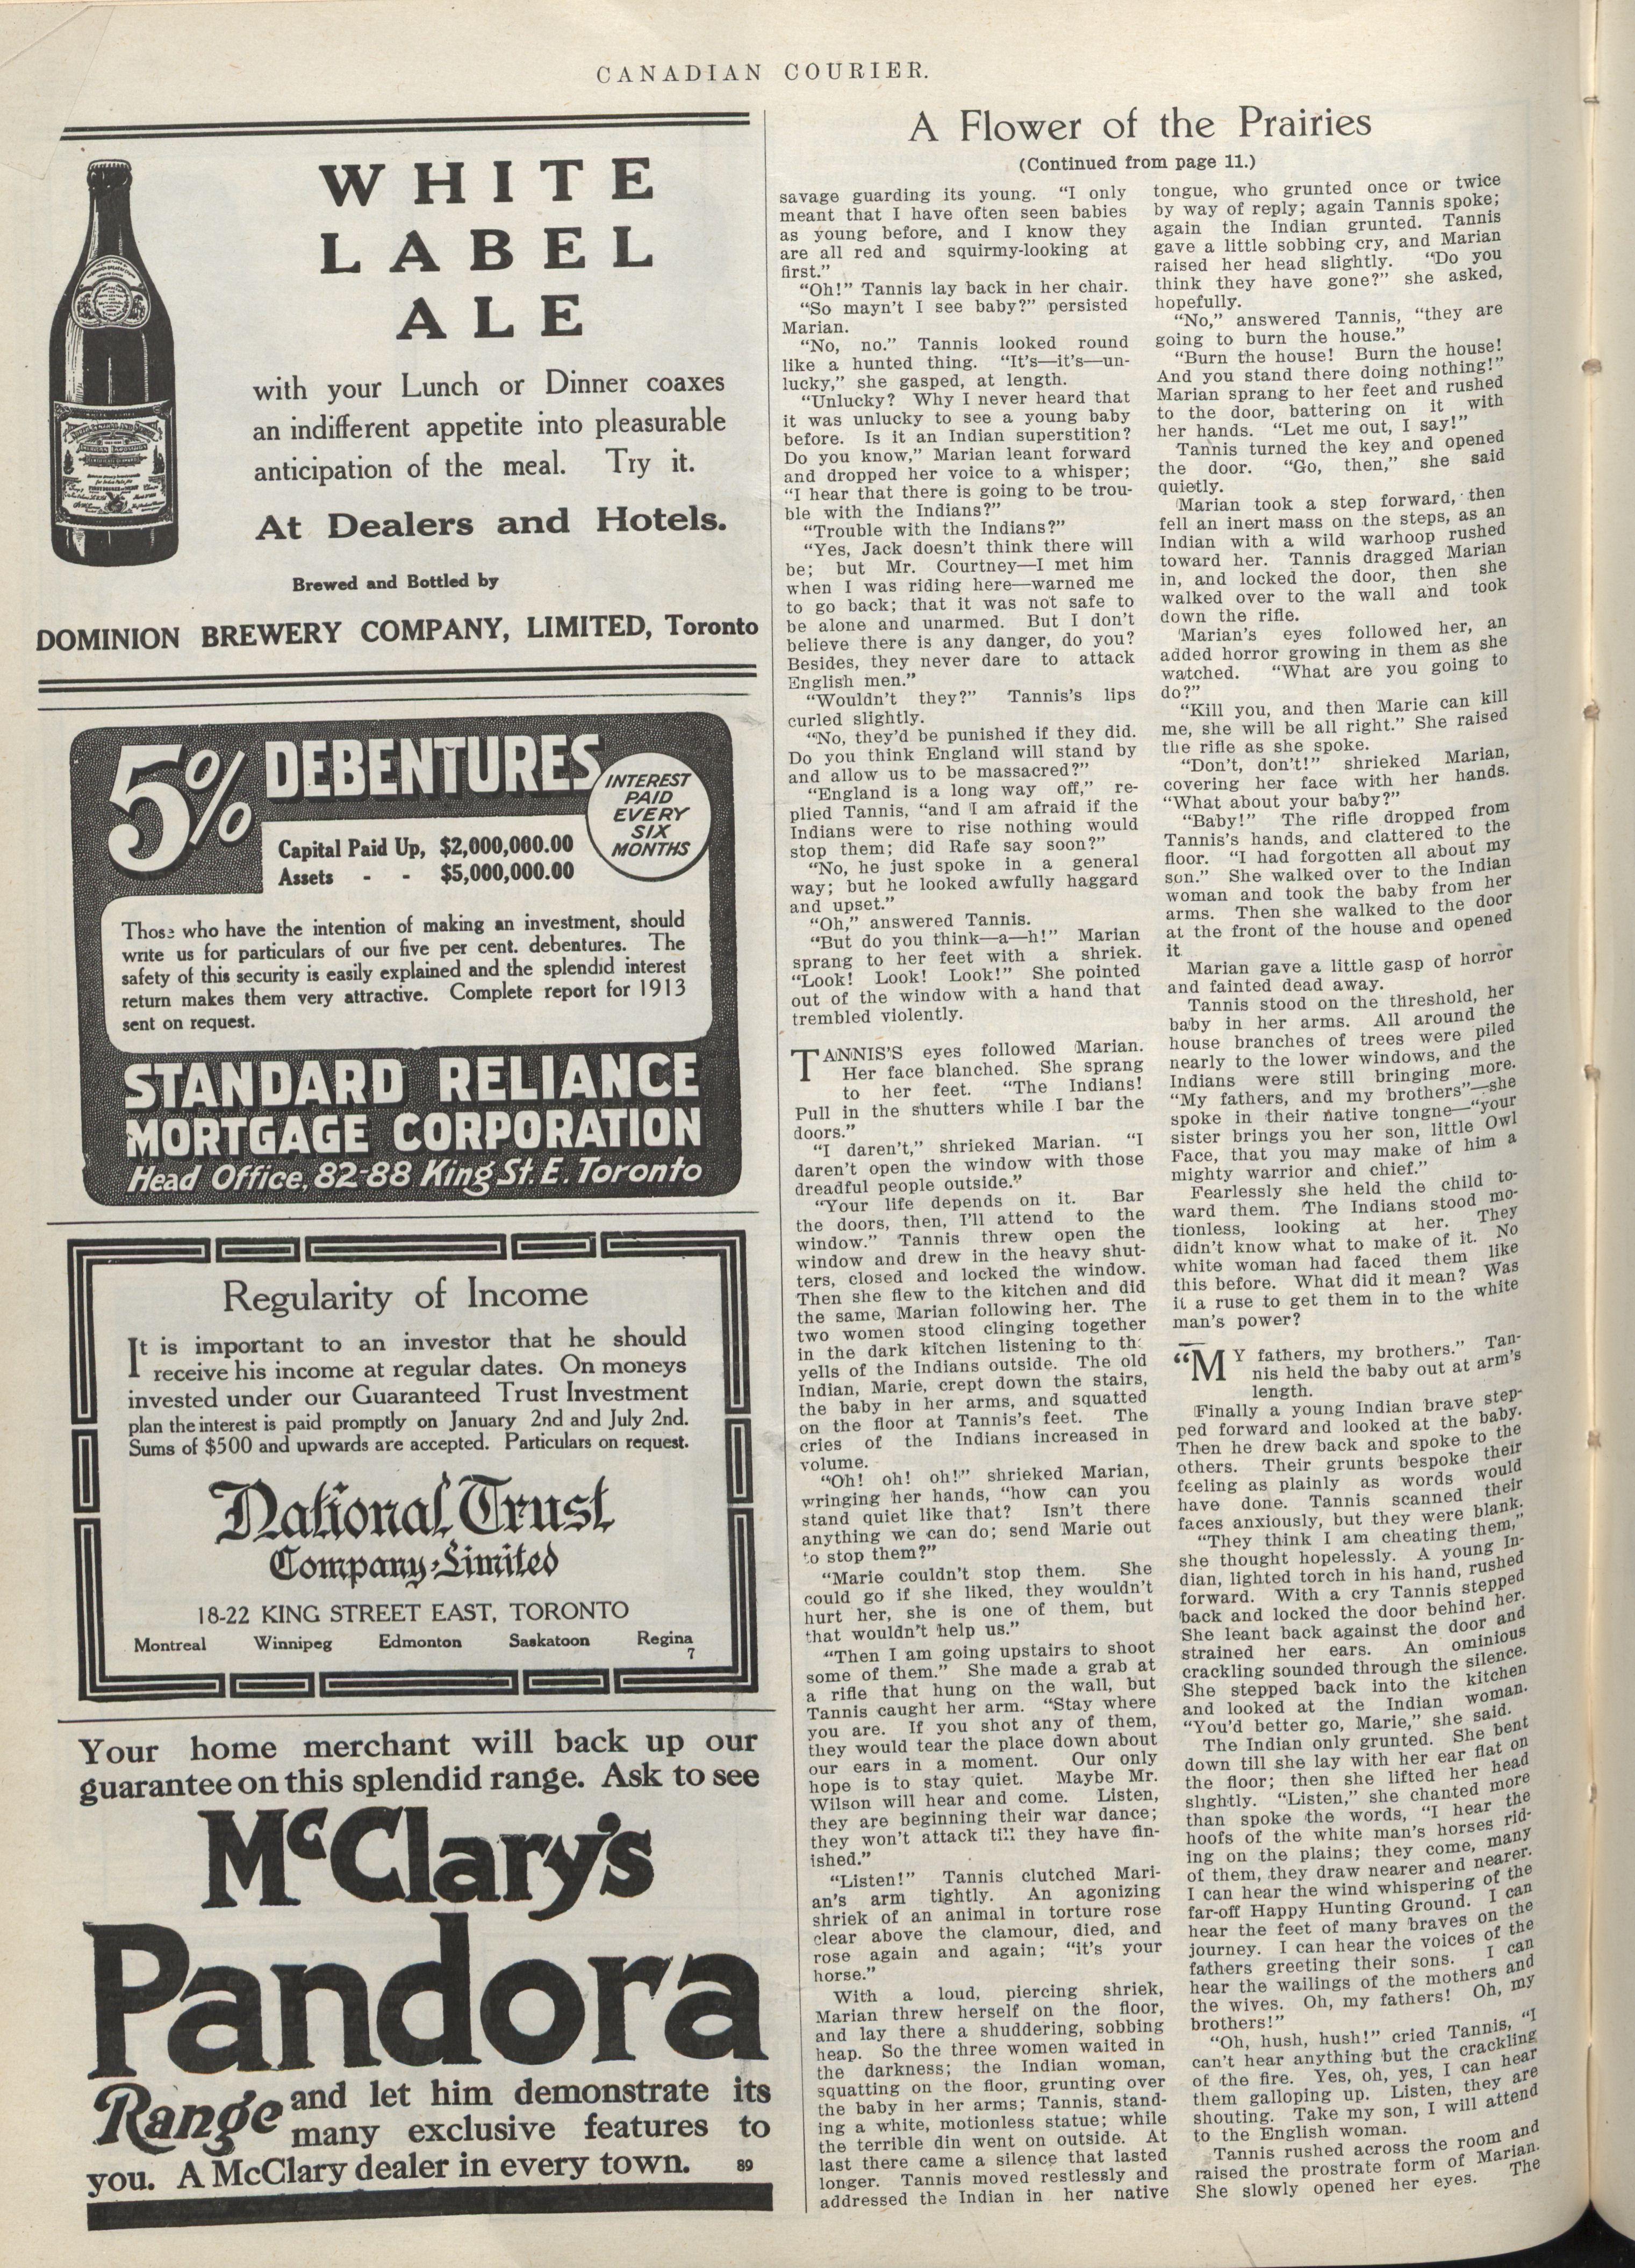 CANADIAN COURIER.
WHITE
LABEL
ALE
with your Lunch or Dinner coaxes
an indifferent appetite into pleasurable
anticipation of the meal. Try it.
At Dealers and Hotels.
Brewed and Bottled by
DOMINION BREWERY COMPANY, LIMITED, Toronto
5% DEBENTURES
INTEREST
PAID
EVERY
SIX
MONTHS
Capital Paid Up, $2,000,000.00
Assets - - $5,000,000.00
Those who have the intention of making an investment, should
write us for particulars of our five per cent. debentures. The
safety of this security is easily explained and the splendid interest
return makes them very attractive. Complete report for 1913
sent on request.
STANDARD RELIANCE
MORTGAGE CORPORATION
Head Office, 82-88 King St. E. Toronto
Regularity of Income
It is important to an investor that he should
receive his income at regular dates. On moneys
invested under our Guaranteed Trust Investment
plan the interest is paid promptly on January 2nd and July 2nd.
Sums of $500 and upwards are accepted. Particulars on request.
National Trust
Company Limited
18-22 KING STREET EAST, TORONTO
Montreal Winnipeg Edmonton Saskatoon Regina
7
Your home merchant will back up our
guarantee on this splendid range. Ask to see
McClary's
Pandora
Range and let him demonstrate its
many exclusive features to
you. A McClary dealer in every town. 89
A Flower of the Prairies
(Continued from page 11.)
savage guarding its young. "I only
meant that I have often seen babies
as young before, and I know they
are all red and squirmy-looking at
first."
"Oh!" Tannis lay back in her chair.
"So mayn't I see baby?" persisted
Marian.
"No, no." Tannis looked round
like a hunted thing. "It's—it's—un-
lucky," she gasped, at length.
"Unlucky? Why I never heard that
it was unlucky to see a young baby
before. Is it an Indian superstition?
Do you know," Marian leant forward
and dropped her voice to a whisper;
"I hear that there is going to be trou-
ble with the Indians?"
"Trouble with the Indians?"
"Yes, Jack doesn't think there will
be; but Mr. Courtney—I met him
when I was riding here—warned me
to go back; that it was not safe to
be alone and unarmed. But I don't
believe there is any danger, do you?
Besides, they never dare to attack
English men."
"Wouldn't they?" Tannis's lips
curled slightly.
"No, they'd be punished if they did.
Do you think England will stand by
and allow us to be massacred?"
"England is a long way off," re-
plied Tannis, "and I am afraid if the
Indians were to rise nothing would
stop them; did Rafe say soon?"
"No, he just spoke in a general
way; but he looked awfully haggard
and upset."
"Oh," answered Tannis.
"But do you think—a—h!" Marian
sprang to her feet with a shriek.
"Look! Look! Look!" She pointed
out of the window with a hand that
trembled violently.
TANNIS'S eyes followed Marian.
Her face blanched. She sprang
to her feet. "The Indians!
Pull in the shutters while I bar the
doors."
"I daren't," shrieked Marian. "I
daren't open the window with those
dreadful people outside."
"Your life depends on it. Bar
the doors, then, I'll attend to the
window." Tannis threw open the
window and drew in the heavy shut-
ters, closed and locked the window.
Then she flew to the kitchen and did
the same, Marian following her. The
two women stood clinging together
in the dark kitchen listening to the
yells of the Indians outside. The old
Indian, Marie, crept down the stairs,
the baby in her arms, and squatted
on the floor at Tannis's feet. The
cries of the Indians increased in
volume.
"Oh! oh! oh!" shrieked Marian,
wringing her hands, "how can you
stand quiet like that? Isn't there
anything we can do; send Marie out
to stop them?"
"Marie couldn't stop them. She
could go if she liked, they wouldn't
hurt her, she is one of them, but
that wouldn't help us."
"Then I am going upstairs to shoot
some of them." She made a grab at
a rifle that hung on the wall, but
Tannis caught her arm. "Stay where
you are. If you shot any of them,
they would tear the place down about
our ears in a moment. Our only
hope is to stay quiet. Maybe Mr.
Wilson will hear and come. Listen,
they are beginning their war dance;
they won't attack till they have fin-
ished."
"Listen!" Tannis clutched Mari-
an's arm tightly. An agonizing
shriek of an animal in torture rose
clear above the clamour, died, and
rose again and again; "it's your
horse."
With a loud, piercing shriek,
Marian threw herself on the floor,
and lay there a shuddering, sobbing
heap. So the three women waited in
the darkness; the Indian woman,
squatting on the floor, grunting over
the baby in her arms; Tannis, stand-
ing a white, motionless statue; while
the terrible din went on outside. At
last there came a silence that lasted
longer. Tannis moved restlessly and
addressed the Indian in her native
tongue, who grunted once or twice
by way of reply; again Tannis spoke;
again the Indian grunted. Tannis
gave a little sobbing cry, and Marian
raised her head slightly. "Do you
think they have gone?" she asked,
hopefully.
"No," answered Tannis, "they are
going to burn the house."
"Burn the house! Burn the house!
And you stand there doing nothing!"
Marian sprang to her feet and rushed
to the door, battering on it with
her hands. "Let me out, I say!"
Tannis turned the key and opened
the door. "Go, then," she said
quietly.
Marian took a step forward, then
fell an inert mass on the steps, as an
Indian with a wild warhoop rushed
toward her. Tannis dragged Marian
in, and locked the door, then she
walked over to the wall and took
down the rifle.
Marian's eyes followed her, an
added horror growing in them as she
watched. "What are you going to
do?"
"Kill you, and then Marie can kill
me, she will be all right." She raised
the rifle as she spoke.
"Don't, don't!" shrieked Marian,
covering her face with her hands.
"What about your baby?"
"Baby!" The rifle dropped from
Tannis's hands, and clattered to the
floor. "I had forgotten all about my
son." She walked over to the Indian
woman and took the baby from her
arms. Then she walked to the door
at the front of the house and opened
it
Marian gave a little gasp of horror
and fainted dead away.
Tannis stood on the threshold, her
baby in her arms. All around the
house branches of trees were piled
nearly to the lower windows, and the
Indians were still bringing more.
"My fathers, and my brothers"—she
spoke in their native tongne—"your
sister brings you her son, little Owl
Face, that you may make of him a
mighty warrior and chief."
Fearlessly she held the child to-
ward them. The Indians stood mo-
tionless, looking at her. They
didn't know what to make of it. No
white woman had faced them like
this before. What did it mean? Was
it a ruse to get them in to the white
man's power?
"MY fathers, my brothers." Tan-
nis held the baby out at arm's
length.
Finally a young Indian brave step-
ped forward and looked at the baby.
Then he drew back and spoke to the
others. Their grunts bespoke their
feeling as plainly as words would
have done. Tannis scanned their
faces anxiously, but they were blank.
"They think I am cheating them,"
she thought hopelessly. A young In-
dian, lighted torch in his hand, rushed
forward. With a cry Tannis stepped
back and locked the door behind her.
She leant back against the door and
strained her ears. An ominious
crackling sounded through the silence.
She stepped back into the kitchen
and looked at the Indian woman.
"You'd better go, Marie," she said.
The Indian only grunted. She bent
down till she lay with her ear flat on
the floor; then she lifted her head
slightly. "Listen," she chanted more
than spoke the words, "I hear the
hoofs of the white man's horses rid-
ing on the plains; they come, many
of them, they draw nearer and nearer.
I can hear the wind whispering of the
far-off Happy Hunting Ground. I can
hear the feet of many braves on the
journey. I can hear the voices of the
fathers greeting their sons. I can
hear the wailings of the mothers and
the wives. Oh, my fathers! Oh, my
brothers!"
"Oh, hush, hush!" cried Tannis, "I
can't hear anything but the crackling
of the fire. Yes, oh, yes, I can hear
them galloping up. Listen, they are
shouting. Take my son, I will attend
to the English woman.
Tannis rushed across the room and
raised the prostrate form of Marian.
She slowly opened her eyes. The